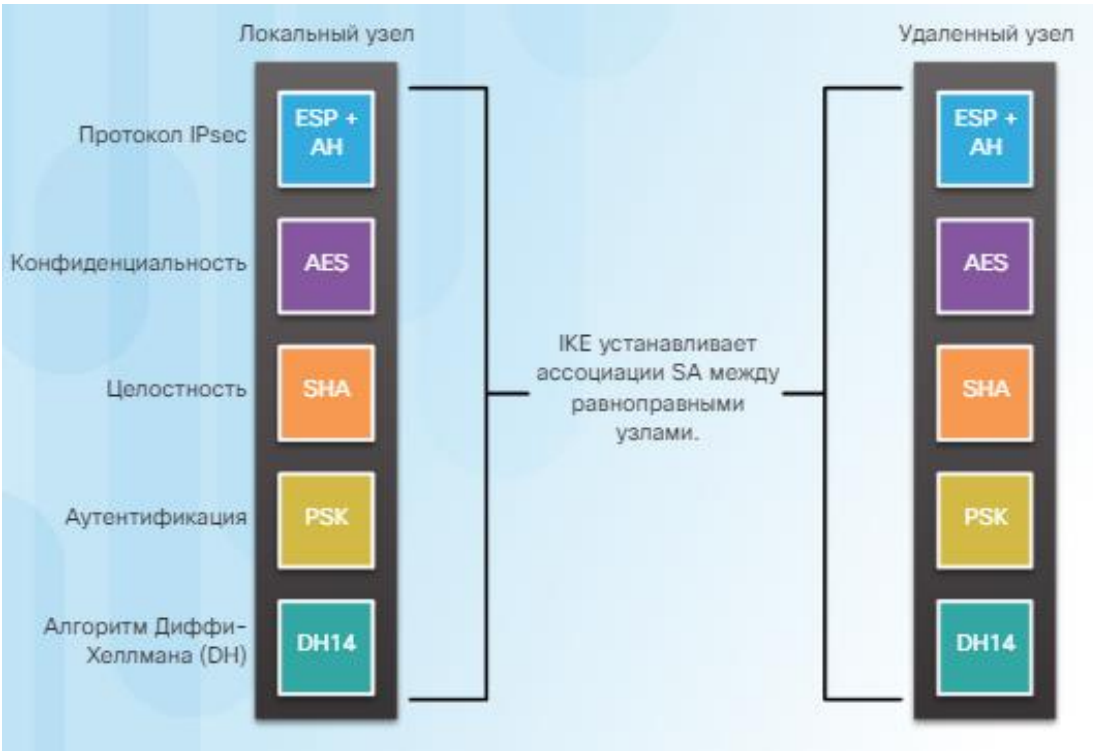 Локальный узел
Удаленный узел
Протокол IPsec
ESP +
AH
ESP +
AH
Конфиденциальность
AES
AES
IKE устанавливает
ассоциации SA между
равноправными
узлами.
Целостность
SHA
SHA
Аутентификация
PSK
PSK
Алгоритм Диффи-
Хеллмана (DH)
DH14
DH14